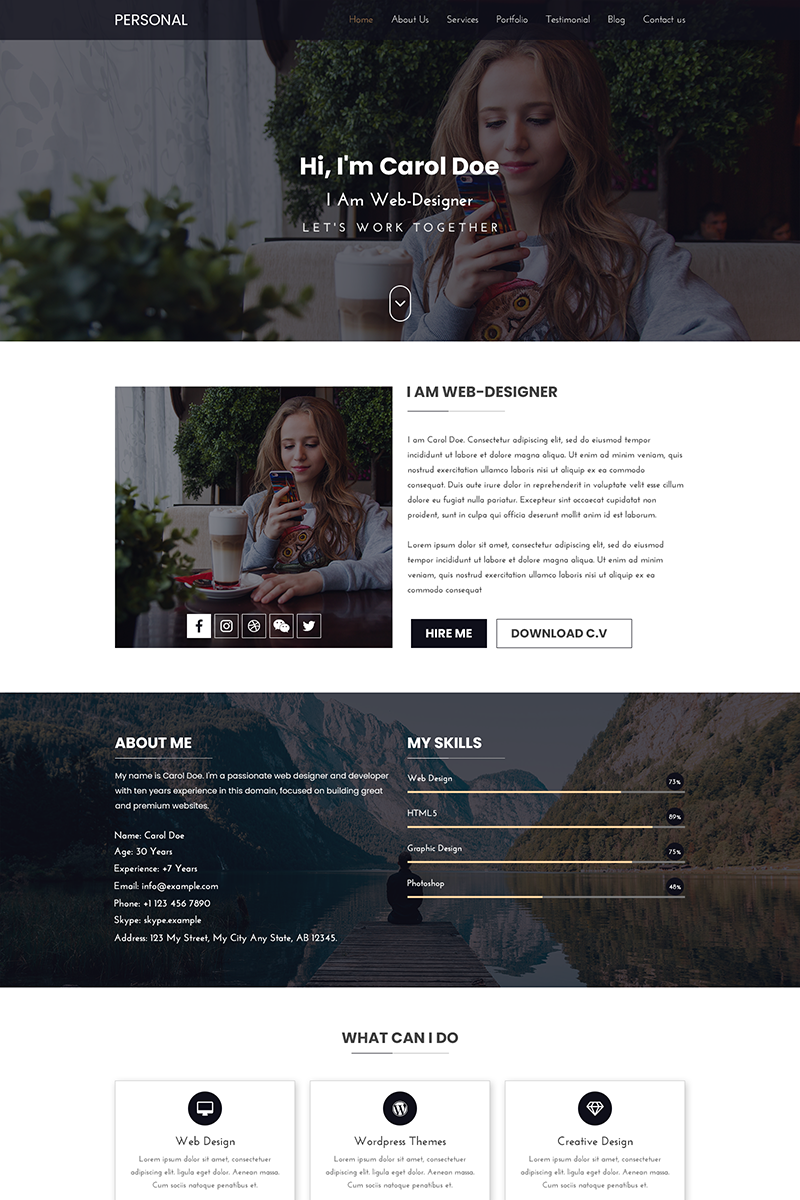 PERSONAL
Home About Us Services Portfolio Testimonial Blog Contact us
Hi, I'm Carol Doe
I Am Web-Designer
LET'S WORK TOGETHER
I AM WEB-DESIGNER
I am Carol Doe. Consectetur adipiscing elit, sed do eiusmod tempor
incididunt ut labore et dolore magna aliqua. Ut enim ad minim veniam, quis
nostrud exercitation ullamco laboris nisi ut aliquip ex ea commodo
consequat. Duis aute irure dolor in reprehenderit in voluptate velit esse cillum
dolore eu fugiat nulla pariatur. Excepteur sint occaecat cupidatat non
proident, sunt in culpa qui officia deserunt mollit anim id est laborum.
Lorem ipsum dolor sit amet, consectetur adipiscing elit, sed do eiusmod
tempor incididunt ut labore et dolore magna aliqua. Ut enim ad minim
veniam, quis nostrud exercitation ullamco laboris nisi ut aliquip ex ea
commodo consequat
HIRE ME DOWNLOAD C.V
ABOUT ME
My name is Carol Doe. I'm a passionate web designer and developer
with ten years experience in this domain, focused on building great
and premium websites.
Name: Carol Doe
Age: 30 Years
Experience: +7 Years
Email: info@example.com
Phone: +1 123 456 7890
Skype: skype.example
Address: 123 My Street, My City Any State, AB 12345.
MY SKILLS
Web Design 73%
HTML5 89%
Graphic Design 75%
Photoshop 48%
WHAT CAN I DO
Web Design
Lorem ipsum dolor sit amet, consectetuer
adipiscing elit. ligula eget dolor. Aenean massa.
Cum sociis natoque penatibus et.
Wordpress Themes
Lorem ipsum dolor sit amet, consectetuer
adipiscing elit. ligula eget dolor. Aenean massa.
Cum sociis natoque penatibus et.
Creative Design
Lorem ipsum dolor sit amet, consectetuer
adipiscing elit. ligula eget dolor. Aenean massa.
Cum sociis natoque penatibus et.